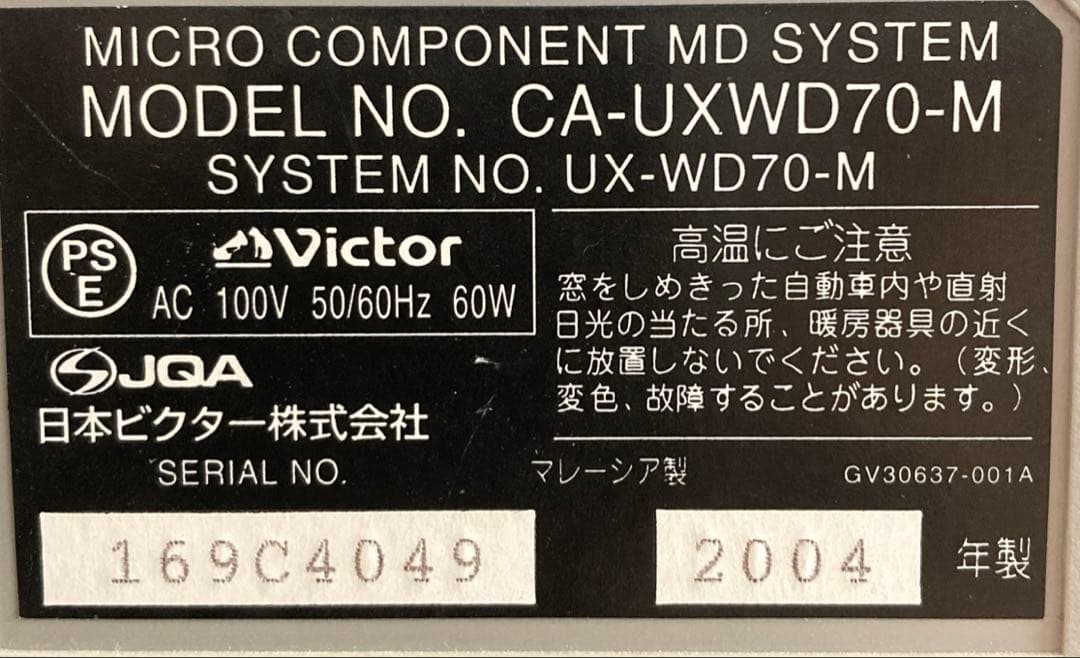 MICRO COMPONENT MD SYSTEM
MODEL NO. CA-UXWD70-M
SYSTEM NO. UX-WD70-M
PS
E
Victor
AC 100V 50/60Hz 60W
JQA
日本ビクター株式会社
高温にご注意
窓をしめきった自動車内や直射
日光の当たる所、暖房器具の近く
に放置しないでください。(変形、
変色、故障することがあります。)
SERIAL NO.
マレーシア製
GV30637-001A
169C4049
2004
年製